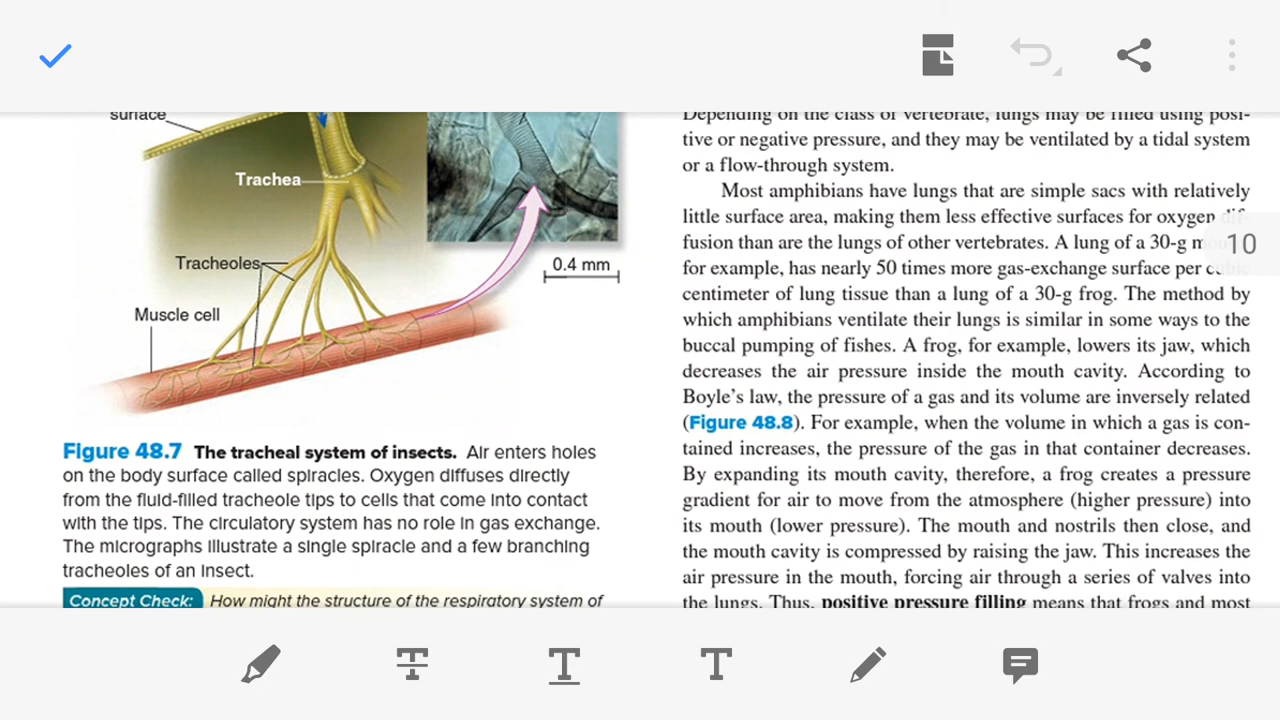 surface
Trachea
Tracheoles
Muscle cell
0.4 mm
Figure 48.7 The tracheal system of insects. Air enters holes
on the body surface called spiracles. Oxygen diffuses directly
from the fluid-filled tracheole tips to cells that come into contact
with the tips. The circulatory system has no role in gas exchange.
The micrographs illustrate a single spiracle and a few branching
tracheoles of an insect.
Concept Check: How might the structure of the respiratory system of
Depending on the class of vertebrate, lungs may be filled using posi-
tive or negative pressure, and they may be ventilated by a tidal system
or a flow-through system.
Most amphibians have lungs that are simple sacs with relatively
little surface area, making them less effective surfaces for oxygen dif-
fusion than are the lungs of other vertebrates. A lung of a 30-g
for example, has nearly 50 times more gas-exchange surface per cubic
centimeter of lung tissue than a lung of a 30-g frog. The method by
which amphibians ventilate their lungs is similar in some ways to the
buccal pumping of fishes. A frog, for example, lowers its jaw, which
decreases the air pressure inside the mouth cavity. According to
Boyle's law, the pressure of a gas and its volume are inversely related
(Figure 48.8). For example, when the volume in which a gas is con-
tained increases, the pressure of the gas in that container decreases.
By expanding its mouth cavity, therefore, a frog creates a pressure
gradient for air to move from the atmosphere (higher pressure) into
its mouth (lower pressure). The mouth and nostrils then close, and
the mouth cavity is compressed by raising the jaw. This increases the
air pressure in the mouth, forcing air through a series of valves into
the lungs. Thus, positive pressure filling means that frogs and most
10